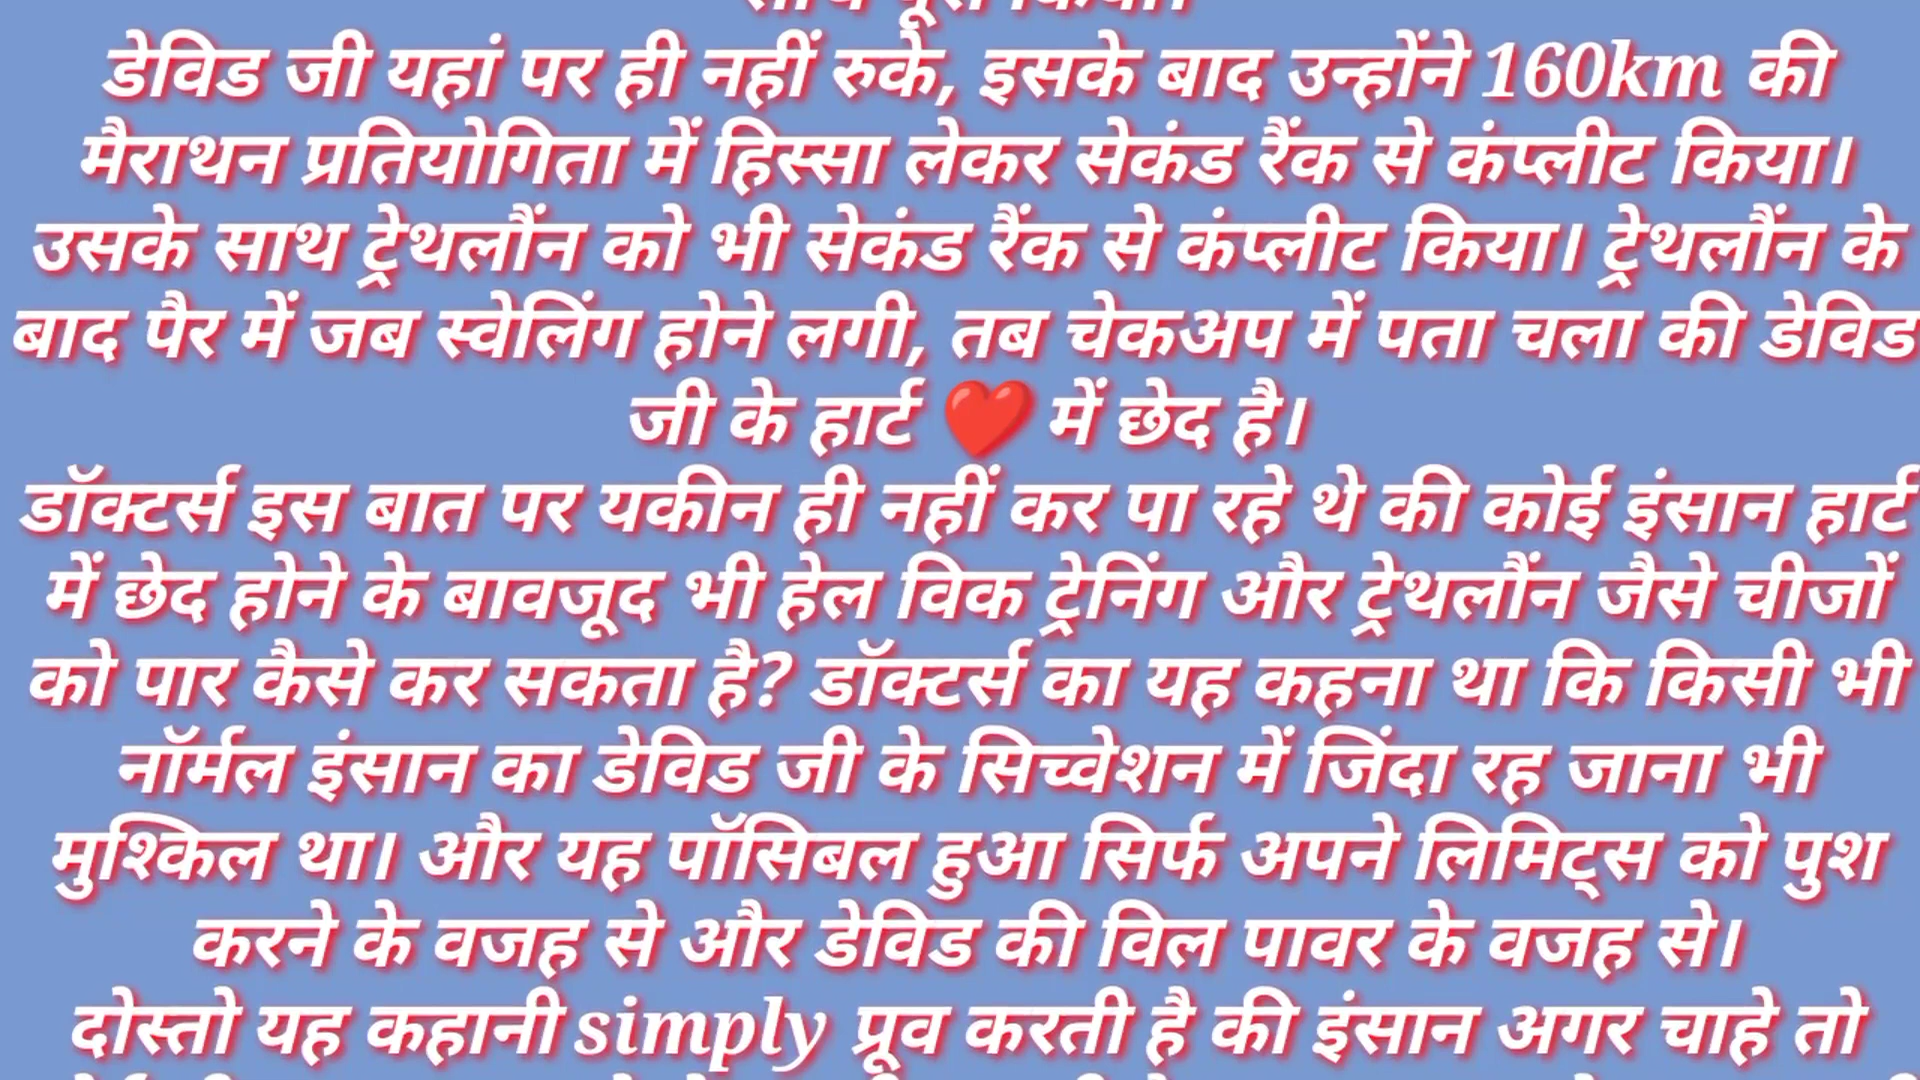 डेविड जी यहां पर ही नहीं रुके, इसके बाद उन्होंने 160km की
मैराथन प्रतियोगिता में हिस्सा लेकर सेकंड रैंक से कंप्लीट किया।
उसके साथ ट्रेथलौंन को भी सेकंड रैंक से कंप्लीट किया। ट्रेथलौंन के
बाद पैर में जब स्वेलिंग होने लगी, तब चेकअप में पता चला की डेविड
जी के हार्ट ❤️ में छेद है।
डॉक्टर्स इस बात पर यकीन ही नहीं कर पा रहे थे की कोई इंसान हार्ट
में छेद होने के बावजूद भी हेल विक ट्रेनिंग और ट्रेथलौंन जैसे चीजों
को पार कैसे कर सकता है? डॉक्टर्स का यह कहना था कि किसी भी
नॉर्मल इंसान का डेविड जी के सिच्वेशन में जिंदा रह जाना भी
मुश्किल था। और यह पॉसिबल हुआ सिर्फ अपने लिमिट्स को पुश
करने के वजह से और डेविड की विल पावर के वजह से।
दोस्तो यह कहानी simply प्रूव करती है की इंसान अगर चाहे तो